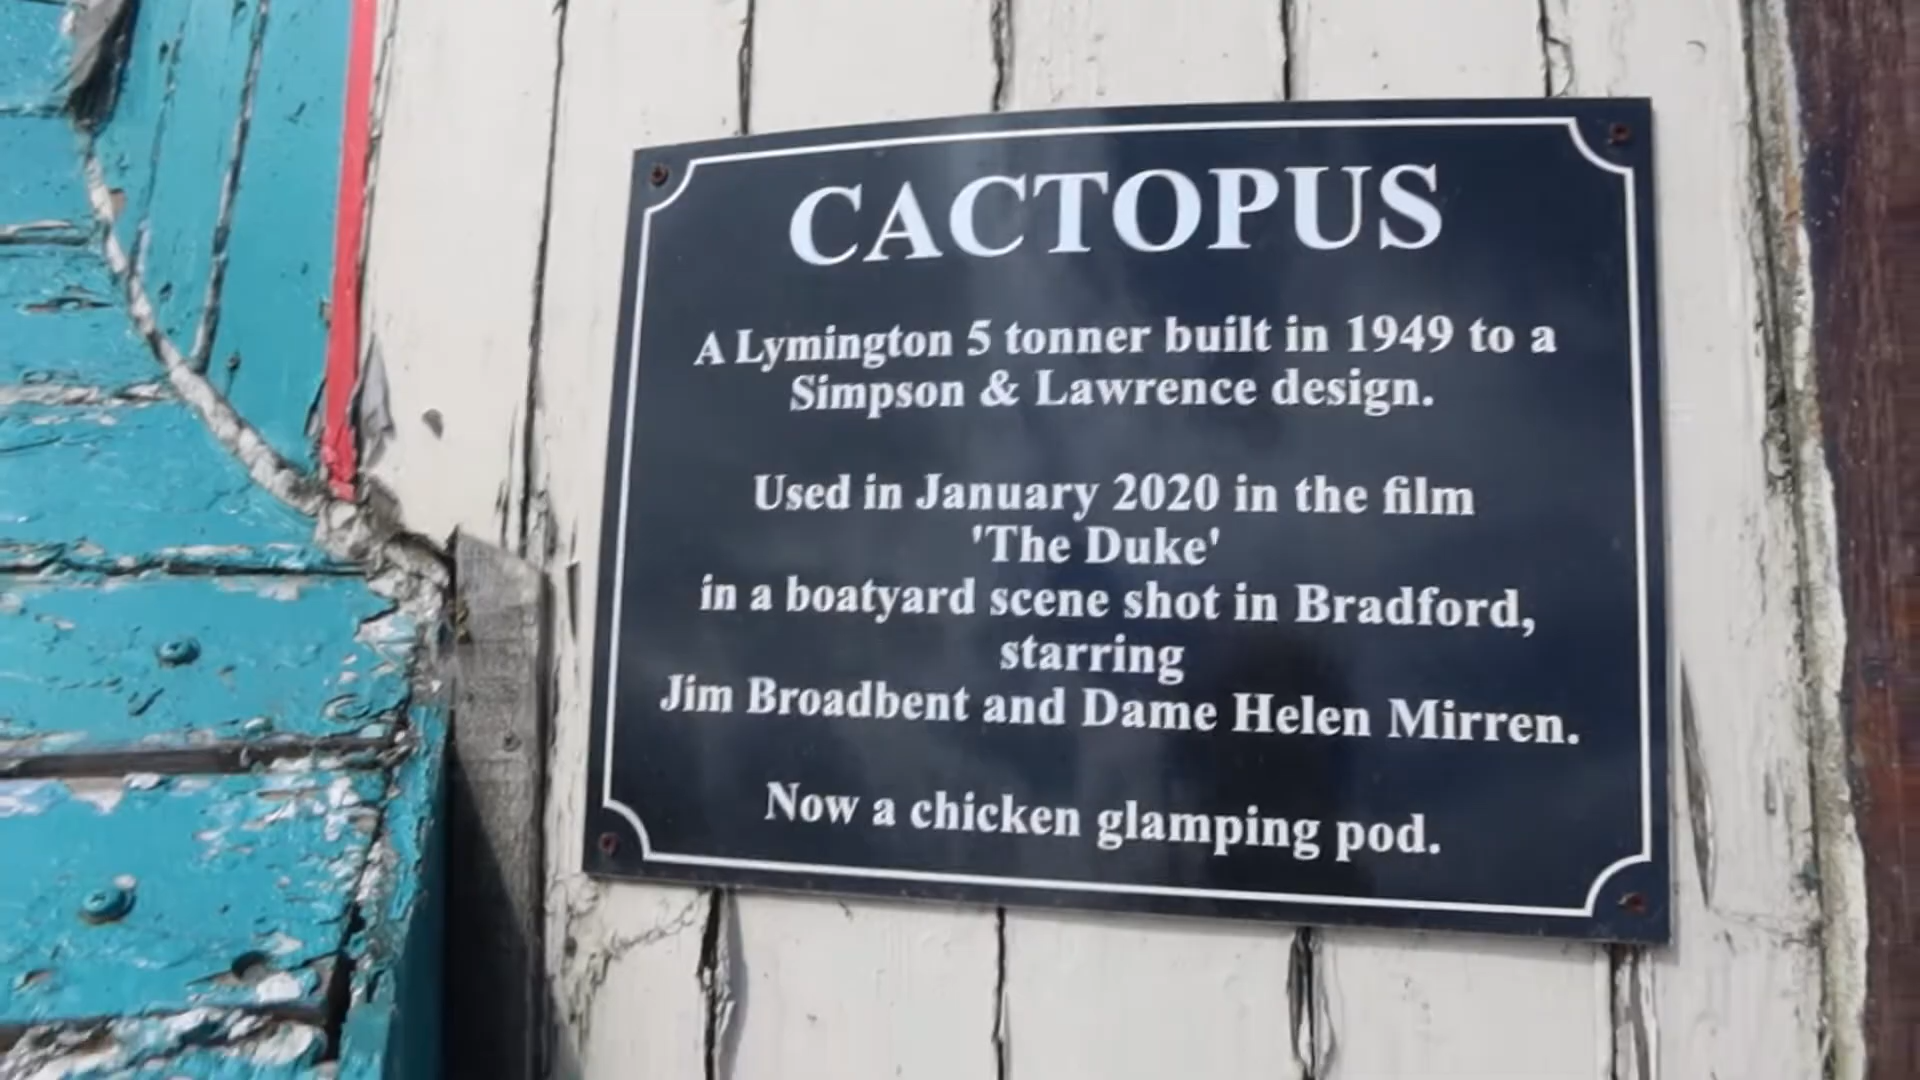 CACTOPUS
A Lymington 5 tonner built in 1949 to a
Simpson & Lawrence design.
Used in January 2020 in the film
'The Duke'
in a boatyard scene shot in Bradford,
starring
Jim Broadbent and Dame Helen Mirren.
Now a chicken glamping pod.